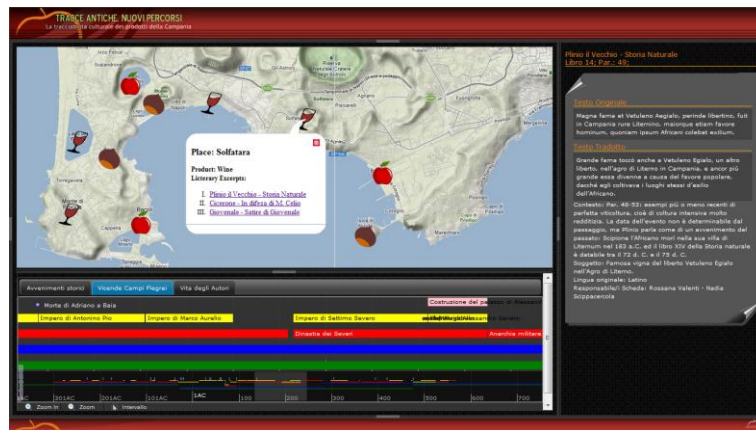 TRACCE ANTICHE, NUOVI PERCORSI
La tracciabilità culturale dei prodotti della Campania
Place: Solfatara
Product: Wine
Litterary Excerpts:
I. Plinio il Vecchio - Storia Naturale
II. Cicerone - In difesa di M. Celio
III. Giovenale - Satire di Giovenale
Plinio il Vecchio - Storia Naturale
Libro 14; Par.: 49;
Testo Originale
Magna fama et Vetuleno Aegialo, perinde libertino, fuit
in Campania rure Liternino, maiorque etiam favore
hominum, quoniam ipsum Africani colebat exilium.
Testo Tradotto
Grande fama toccò anche a Vetuleno Egialo, un altro
liberto, nell'agro di Literno in Campania, e ancor più
grande essa divenne a causa del favore popolare,
dacché egli coltivava i luoghi stessi d'esilio
dell'Africano.
Contesto: Par. 48-53: esempi più o meno recenti di
perfetta viticoltura, cioè di cultura intensiva molto
redditizia. La data dell'evento non è determinabile dal
passaggio, ma Plinio parla come di un avvenimento del
passato: Scipione l'Africano morì nella sua villa di
Liternum nel 183 a.C. ed il libro XIV della Storia naturale
è databile tra il 72 d. C. e il 75 d. C.
Soggetto: Famosa vigna del liberto Vetuleno Egialo
nell'Agro di Literno.
Lingua originale: Latino
Responsabile/i Scheda: Rossana Valenti - Nadia
Scippacercola
Avvenimenti storici
Vicende Campi Flegrei
Vita degli Autori
Morte di Adriano a Baia
Costruzione del palazzo di Alessandro
Impero di Antonino Pio
Impero di Marco Aurelio
Impero di Settimo Severo
Dinastia dei Severi
Anarchia militare
301AC
201AC
101AC
1AC
100
200
300
400
500
600
700
Zoom In
Zoom
Intervallo